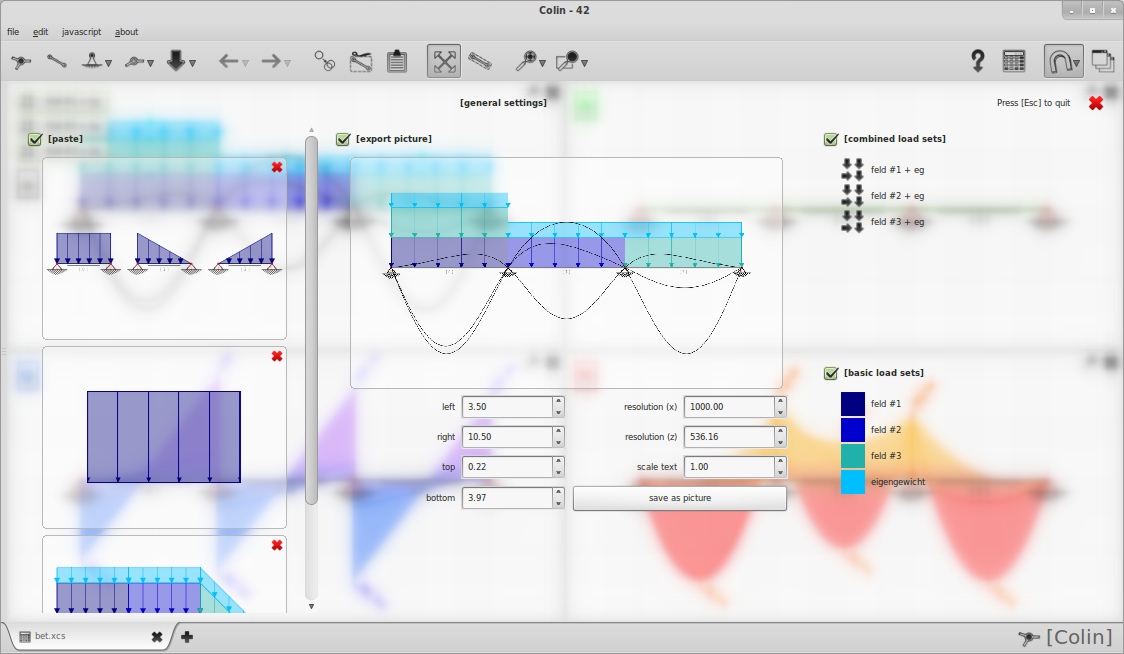 Colin - 42
file edit javascript about
[general settings]
Press [Esc] to quit
[paste]
[export picture]
[combined load sets]
feld #1 + eg
feld #2 + eg
feld #3 + eg
left 3.50
resolution (x) 1000.00
right 10.50
resolution (z) 536.16
top 0.22
scale text 1.00
bottom 3.97
save as picture
[basic load sets]
feld #1
feld #2
feld #3
eigengewicht
bet.xcs
[Colin]